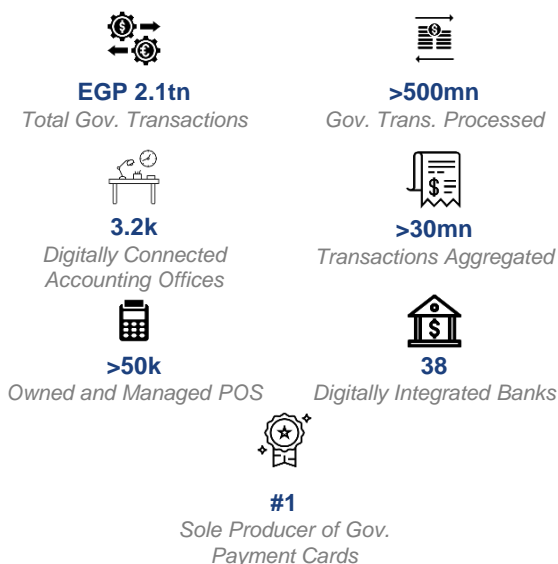 EGP 2.1tn
Total Gov. Transactions
>500mn
Gov. Trans. Processed
3.2k
Digitally Connected
Accounting Offices
>30mn
Transactions Aggregated
>50k
Owned and Managed POS
38
Digitally Integrated Banks
#1
Sole Producer of Gov.
Payment Cards